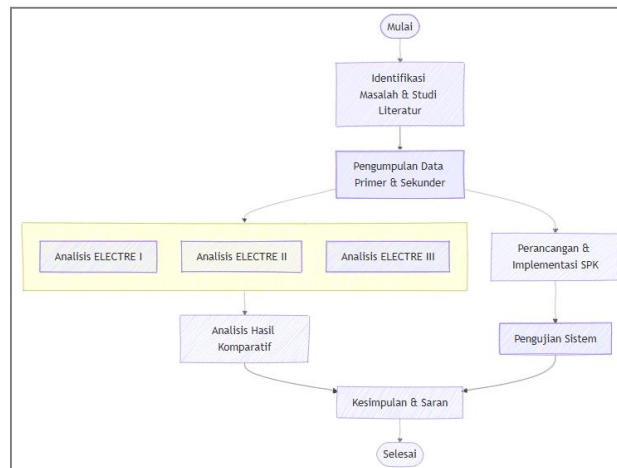 Mulai
Identifikasi
Masalah & Studi
Literatur
Pengumpulan Data
Primer & Sekunder
Analisis ELECTRE I
Analisis ELECTRE II
Analisis ELECTRE III
Perancangan &
Implementasi SPK
Analisis Hasil
Komparatif
Pengujian Sistem
Kesimpulan & Saran
Selesai